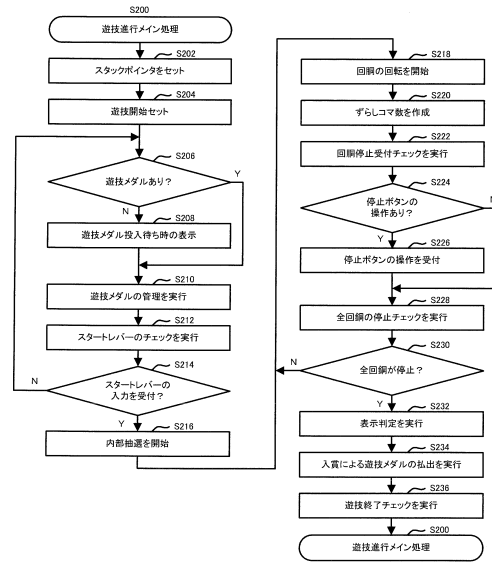 S200
遊技進行メイン処理
S202
スタックポインタをセット
S204
遊技開始セット
S206
遊技メダルあり？
Y
N
S208
遊技メダル投入待ち時の表示
S210
遊技メダルの管理を実行
S212
スタートレバーのチェックを実行
S214
スタートレバーの
入力を受付？
N
Y
S216
内部抽選を開始
S218
回胴の回転を開始
S220
ずらしコマ数を作成
S222
回胴停止受付チェックを実行
S224
停止ボタンの
操作あり？
N
Y
S226
停止ボタンの操作を受付
S228
全回胴の停止チェックを実行
S230
全回胴が停止？
N
Y
S232
表示判定を実行
S234
入賞による遊技メダルの払出を実行
S236
遊技終了チェックを実行
S200
遊技進行メイン処理